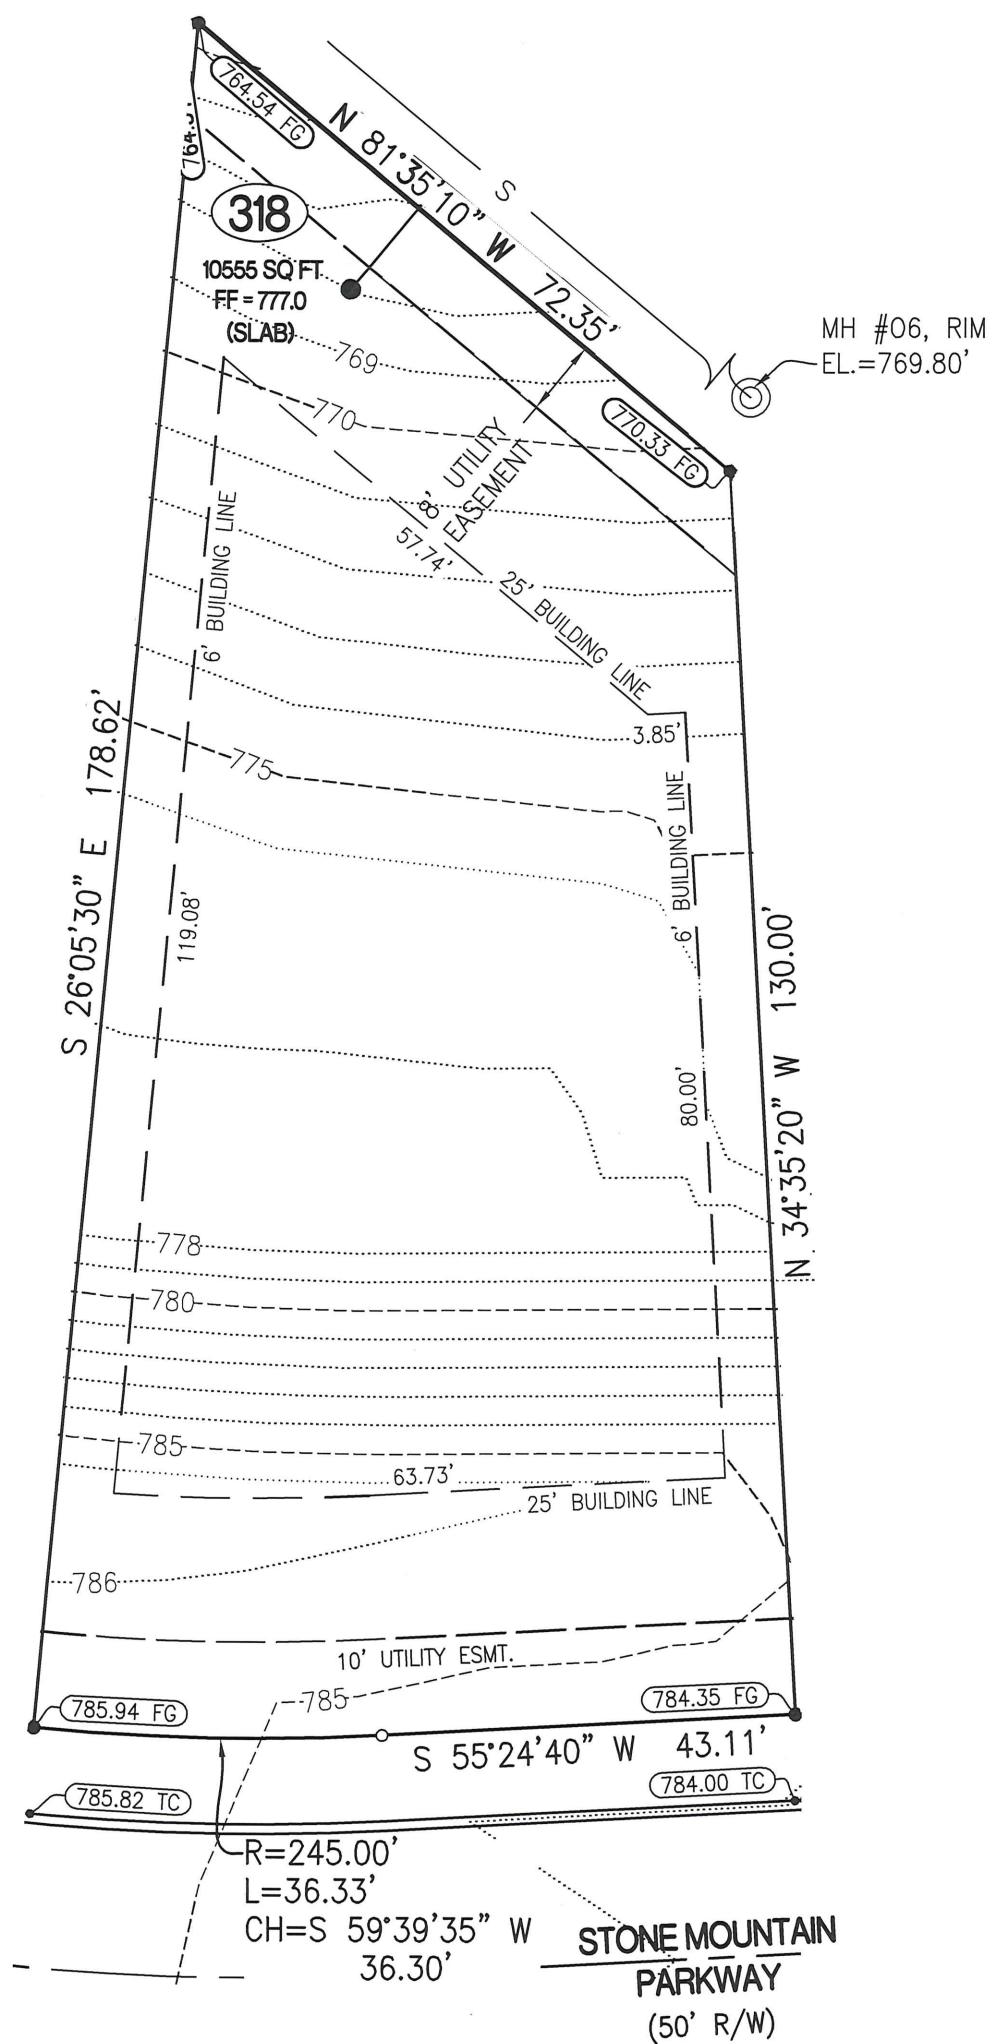 764.54 FG
N 81°35'10" W 72.35'
S
318
10555 SQ FT
FF = 777.0
(SLAB)
MH #06, RIM
EL.=769.80'
769
770
770.33 FG
8' UTILITY
EASEMENT
57.74'
25' BUILDING LINE
6' BUILDING LINE
3.85'
775
S 26°05'30" E 178.62'
119.08'
6' BUILDING LINE
80.00'
N 34°35'20" W 130.00'
778
780
785
63.73'
25' BUILDING LINE
786
10' UTILITY ESMT.
785
785.94 FG
784.35 FG
S 55°24'40" W 43.11'
785.82 TC
784.00 TC
R=245.00'
L=36.33'
CH=S 59°39'35" W
36.30'
STONE MOUNTAIN
PARKWAY
(50' R/W)